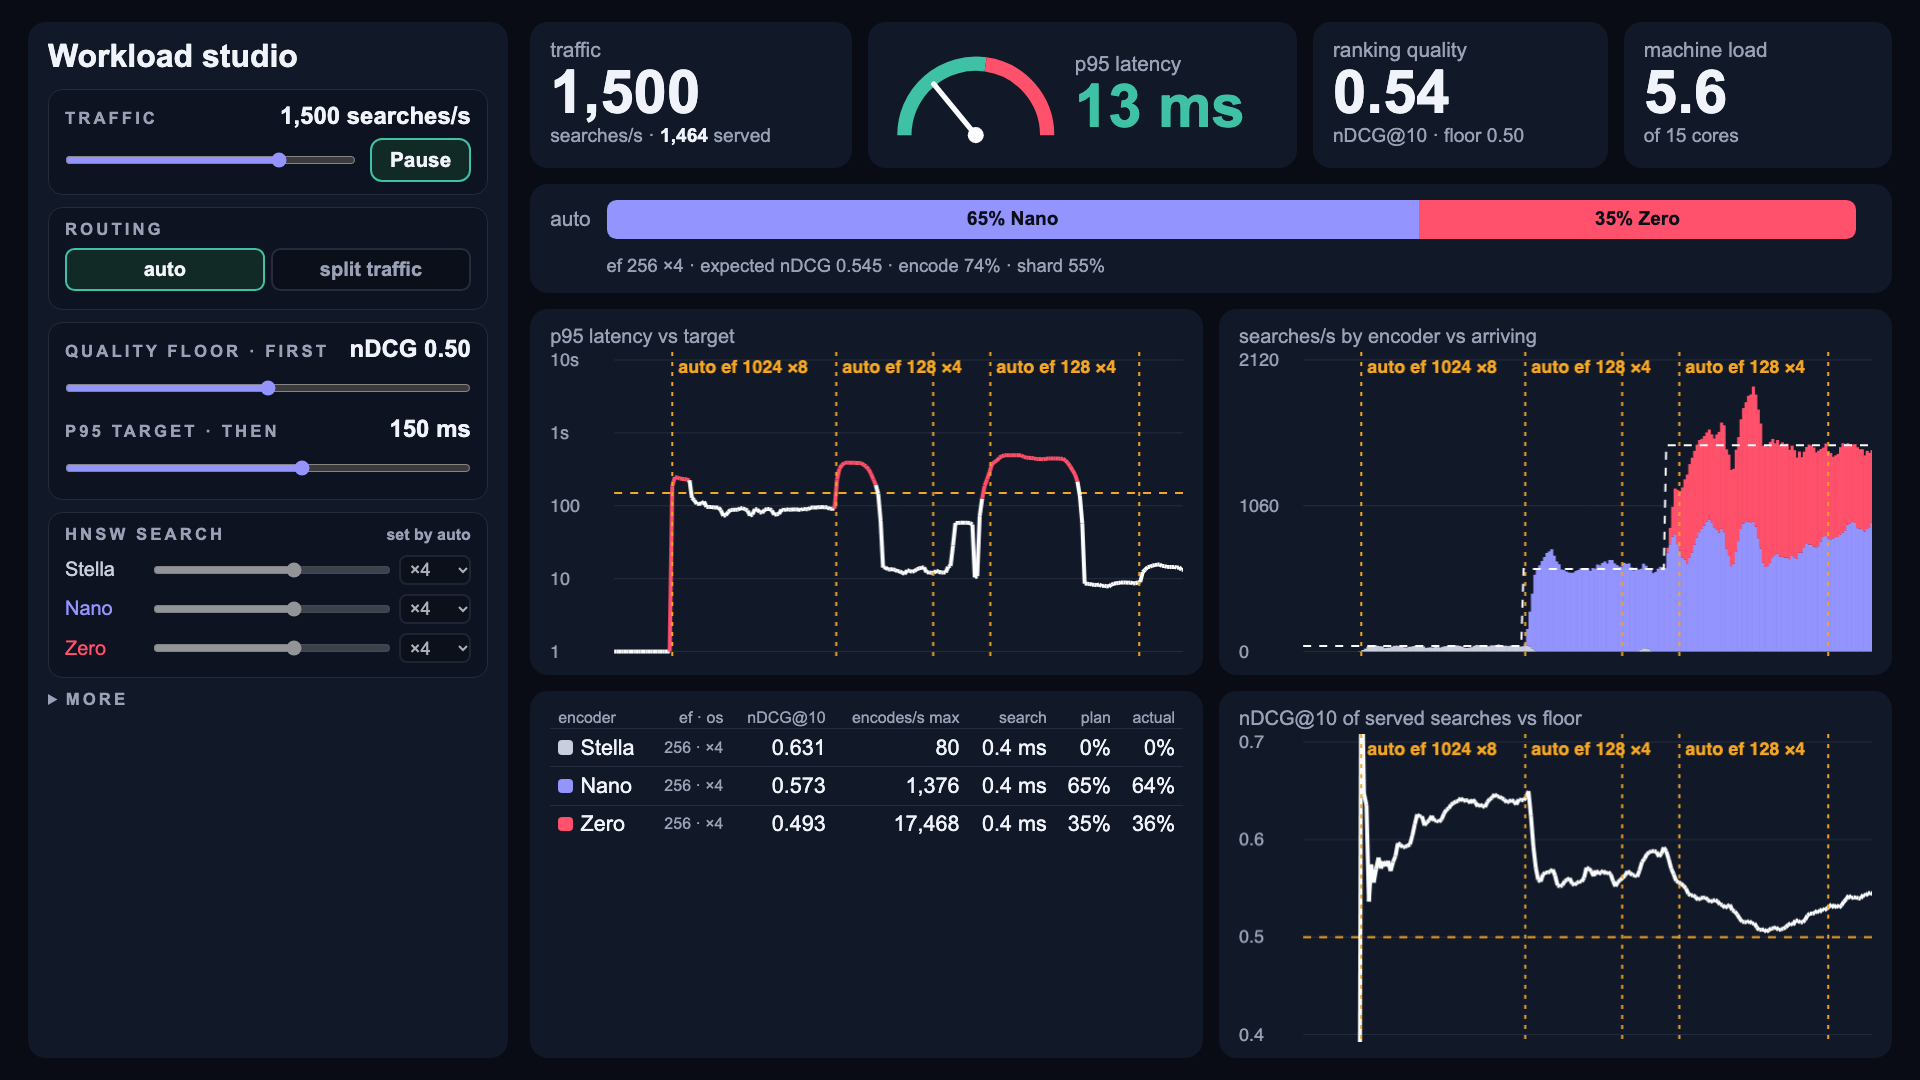 Workload studio
TRAFFIC 1,500 searches/s
Pause
ROUTING
auto split traffic
QUALITY FLOOR · FIRST nDCG 0.50
P95 TARGET · THEN 150 ms
HNSW SEARCH set by auto
Stella ×4
Nano ×4
Zero ×4
MORE
traffic
1,500
searches/s · 1,464 served
p95 latency
13 ms
ranking quality
0.54
nDCG@10 · floor 0.50
machine load
5.6
of 15 cores
auto 65% Nano 35% Zero
ef 256 ×4 · expected nDCG 0.545 · encode 74% · shard 55%
p95 latency vs target
10s
auto ef 1024 ×8 auto ef 128 ×4 auto ef 128 ×4
1s
100
10
1
searches/s by encoder vs arriving
2120
auto ef 1024 ×8 auto ef 128 ×4 auto ef 128 ×4
1060
0
encoder ef · os nDCG@10 encodes/s max search plan actual
Stella 256 · ×4 0.631 80 0.4 ms 0% 0%
Nano 256 · ×4 0.573 1,376 0.4 ms 65% 64%
Zero 256 · ×4 0.493 17,468 0.4 ms 35% 36%
nDCG@10 of served searches vs floor
0.7
auto ef 1024 ×8 auto ef 128 ×4 auto ef 128 ×4
0.6
0.5
0.4